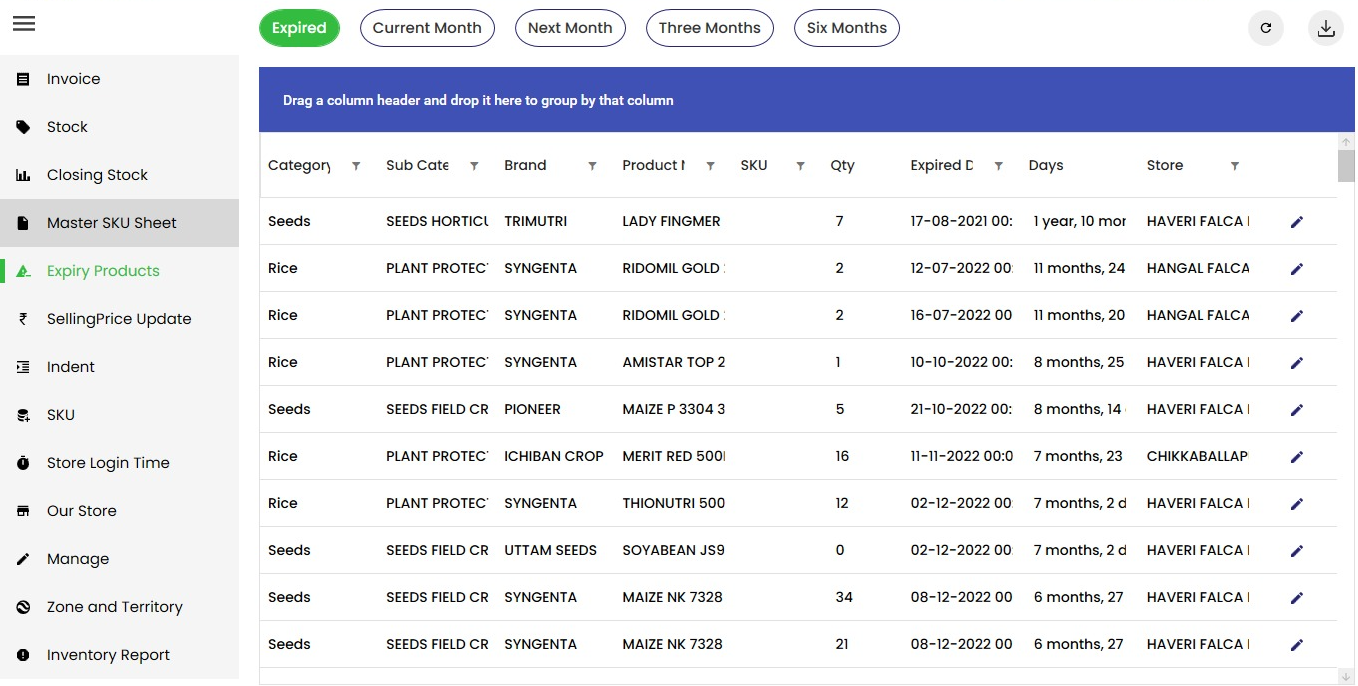 Expired Current Month Next Month Three Months Six Months
Drag a column header and drop it here to group by that column
Invoice
Stock
Closing Stock
Master SKU Sheet
Expiry Products
SellingPrice Update
Indent
SKU
Store Login Time
Our Store
Manage
Zone and Territory
Inventory Report
Category Sub Cate Brand Product N SKU Qty Expired D Days Store
Seeds SEEDS HORTICU TRIMUTRI LADY FINGMER 7 17-08-2021 00: 1 year, 10 mor HAVERI FALCA
Rice PLANT PROTEC SYNGENTA RIDOMIL GOLD 2 12-07-2022 00: 11 months, 24 HANGAL FALCA
Rice PLANT PROTEC SYNGENTA RIDOMIL GOLD 2 16-07-2022 00 11 months, 20 HANGAL FALCA
Rice PLANT PROTEC SYNGENTA AMISTAR TOP 2 1 10-10-2022 00: 8 months, 25 HAVERI FALCA
Seeds SEEDS FIELD CR PIONEER MAIZE P 3304 3 5 21-10-2022 00: 8 months, 14 HAVERI FALCA
Rice PLANT PROTEC ICHIBAN CROP MERIT RED 500 16 11-11-2022 00:0 7 months, 23 CHIKKABALLAP
Rice PLANT PROTEC SYNGENTA THIONUTRI 500 12 02-12-2022 00: 7 months, 2 d HAVERI FALCA
Seeds SEEDS FIELD CR UTTAM SEEDS SOYABEAN JS9 0 02-12-2022 00: 7 months, 2 d HAVERI FALCA
Seeds SEEDS FIELD CR SYNGENTA MAIZE NK 7328 34 08-12-2022 00 6 months, 27 HAVERI FALCA
Seeds SEEDS FIELD CR SYNGENTA MAIZE NK 7328 21 08-12-2022 00 6 months, 27 HAVERI FALCA